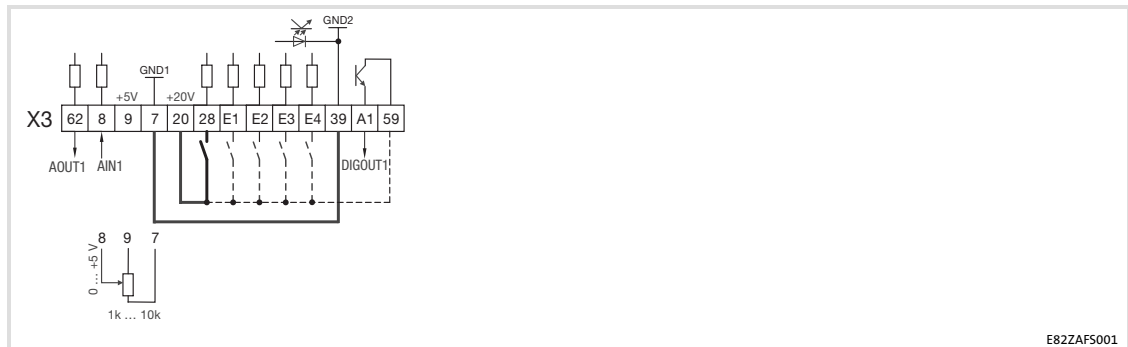 GND2
GND1
+5V +20V
X3 62 8 9 7 20 28 E1 E2 E3 E4 39 A1 59
AOUT1 AIN1 DIGOUT1
8 9 7
0 ... +5 V
1k ... 10k
E82ZAFS001